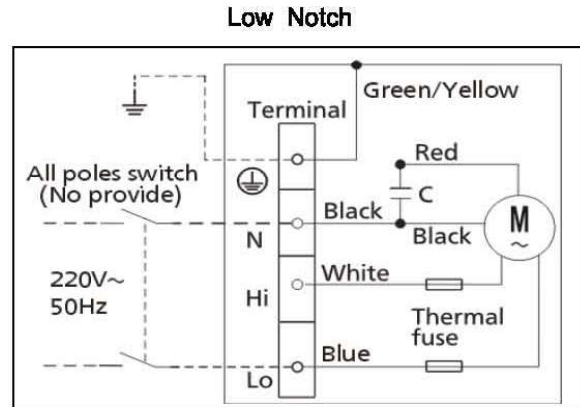 Low Notch
Green/Yellow
Terminal
Red
All poles switch
(No provide)
C
Black
M
~
N
Black
220V~
50Hz
White
Hi
Thermal
fuse
Blue
Lo